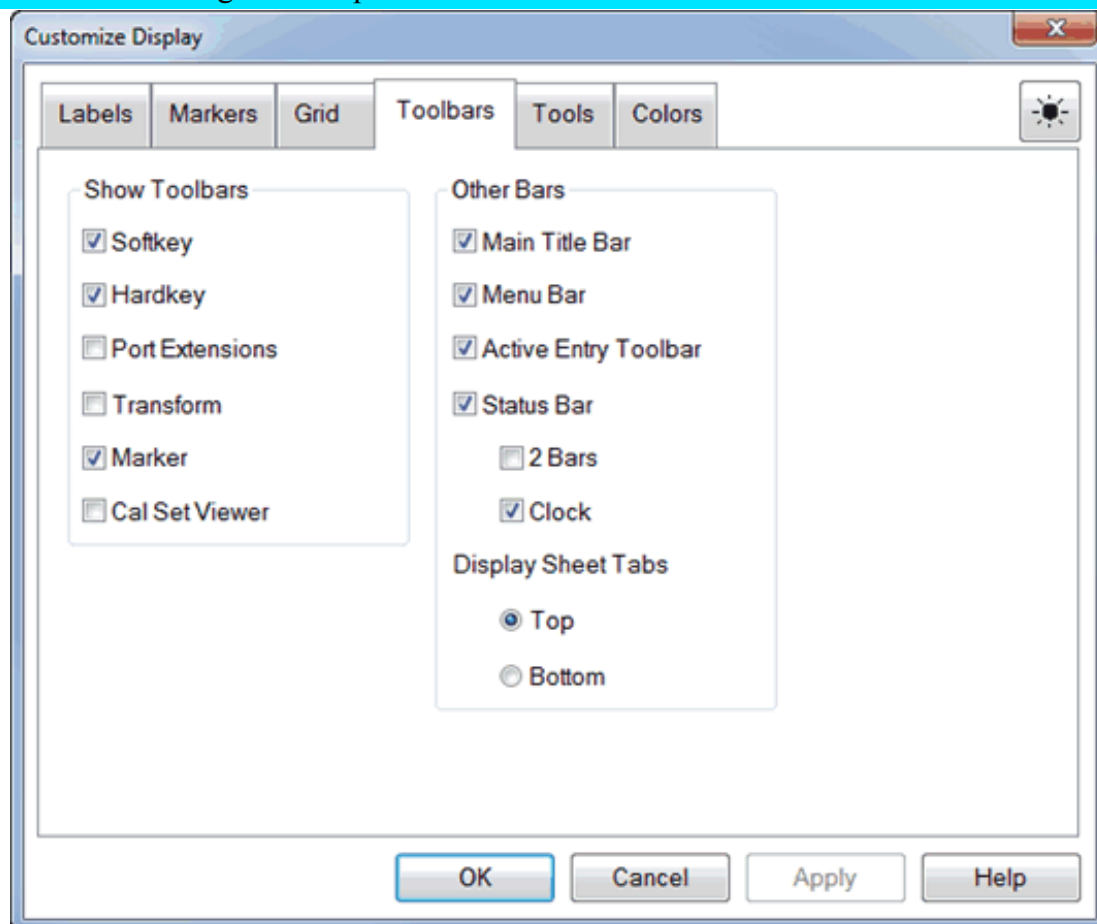 Customize Display
Labels Markers Grid Toolbars Tools Colors
Show Toolbars
Softkey
Hardkey
Port Extensions
Transform
Marker
Cal Set Viewer
Other Bars
Main Title Bar
Menu Bar
Active Entry Toolbar
Status Bar
2 Bars
Clock
Display Sheet Tabs
Top
Bottom
OK Cancel Apply Help